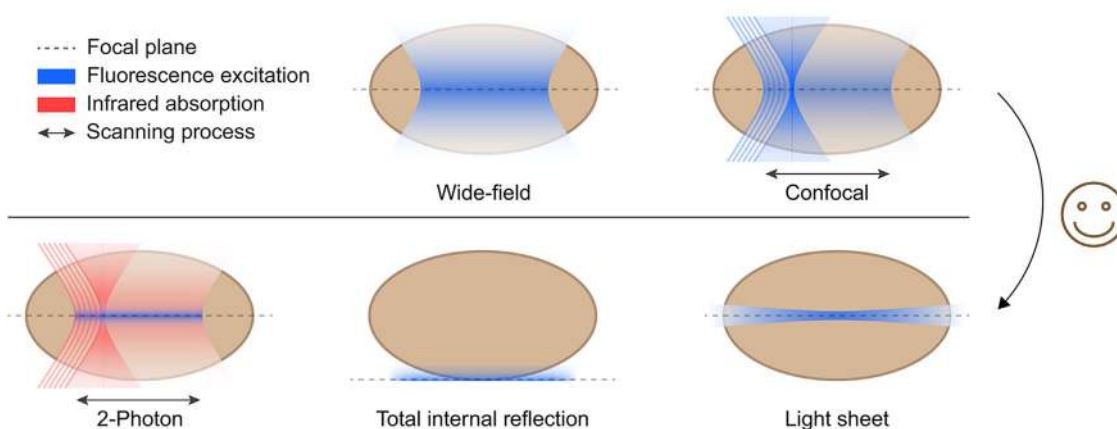 Focal plane
Fluorescence excitation
Infrared absorption
Scanning process
Wide-field
Confocal
2-Photon
Total internal reflection
Light sheet